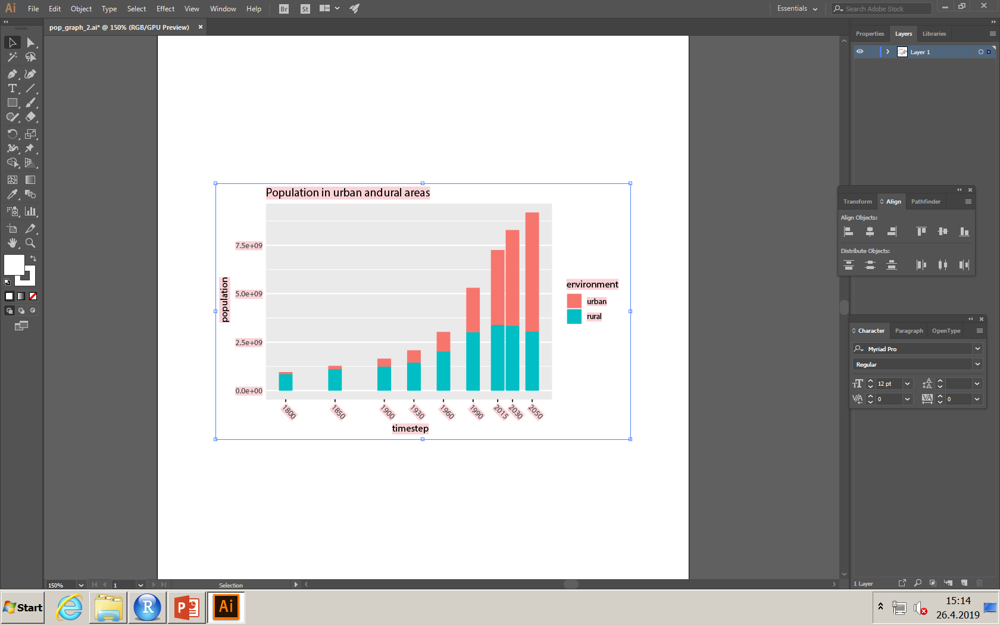 Ai File Edit Object Type Select Effect View Window Help Br St Essentials Search Adobe Stock
pop_graph_2.ai* @ 150% (RGB/GPU Preview) ×
Properties Layers Libraries
Layer 1
Population in urban andural areas
7.5e+09
5.0e+09
2.5e+09
0.0e+00
population
1800 1850 1900 1930 1960 1990 2015 2030 2050
timestep
environment
urban
rural
Transform Align Pathfinder
Align Objects:
Distribute Objects:
Character Paragraph OpenType
Myriad Pro
Regular
12 pt
0 0
150% 1 Selection
1 Layer
Start R P Ai
15:14
26.4.2019